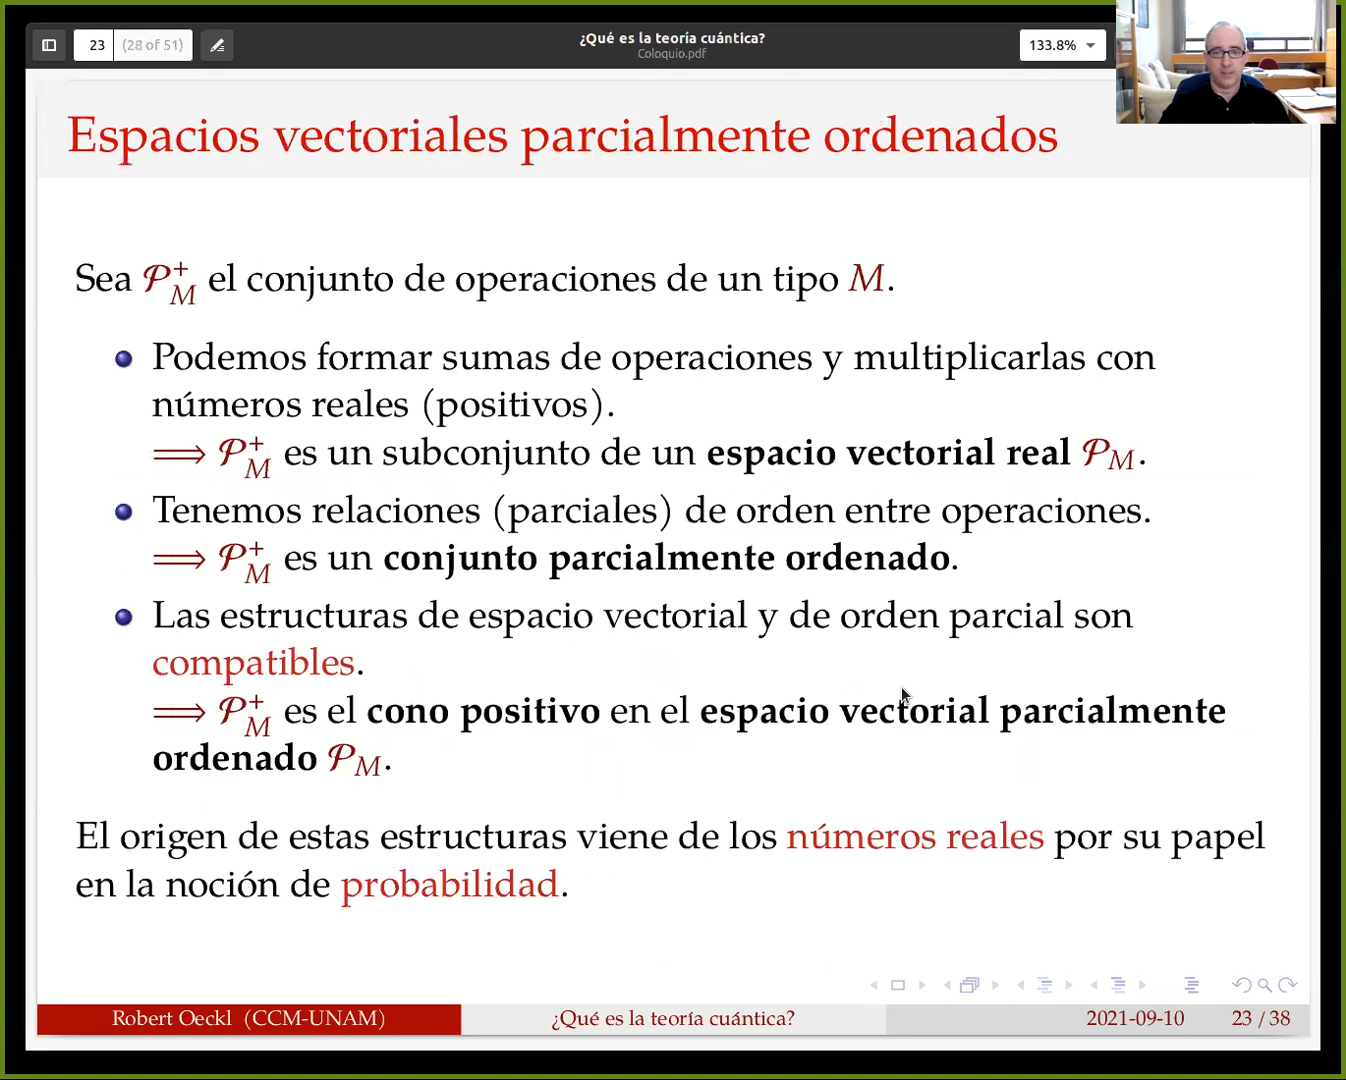 23 (28 of 51)
¿Qué es la teoría cuántica?
Coloquio.pdf
133.8%
Espacios vectoriales parcialmente ordenados
Sea 𝒫⁺_M el conjunto de operaciones de un tipo M.
Podemos formar sumas de operaciones y multiplicarlas con
números reales (positivos).
⟹ 𝒫⁺_M es un subconjunto de un espacio vectorial real 𝒫_M.
Tenemos relaciones (parciales) de orden entre operaciones.
⟹ 𝒫⁺_M es un conjunto parcialmente ordenado.
Las estructuras de espacio vectorial y de orden parcial son
compatibles.
⟹ 𝒫⁺_M es el cono positivo en el espacio vectorial parcialmente
ordenado 𝒫_M.
El origen de estas estructuras viene de los números reales por su papel
en la noción de probabilidad.
Robert Oeckl (CCM-UNAM) ¿Qué es la teoría cuántica? 2021-09-10 23 / 38